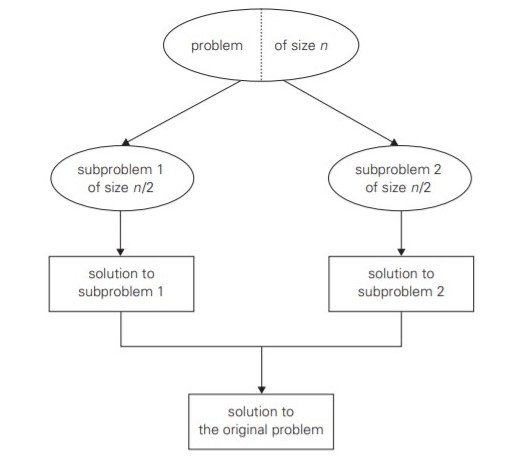 problem of size n
subproblem 1
of size n/2
subproblem 2
of size n/2
solution to
subproblem 1
solution to
subproblem 2
solution to
the original problem